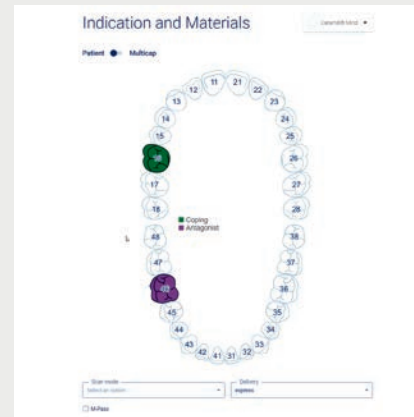 Indication and Materials
Patient Multicap
11 21
12 22
13 23
14 24
15 25
26
17 27
18 28
Coping
Antagonist
48 38
47 37
36
45 35
44 34
43 33
42 41 31 32
Scan mode Delivery
express
M-Pass